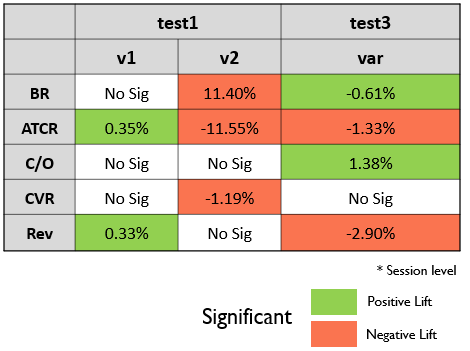 test1 test3
v1 v2 var
BR No Sig 11.40% -0.61%
ATCR 0.35% -11.55% -1.33%
C/O No Sig No Sig 1.38%
CVR No Sig -1.19% No Sig
Rev 0.33% No Sig -2.90%
* Session level
Positive Lift
Significant
Negative Lift